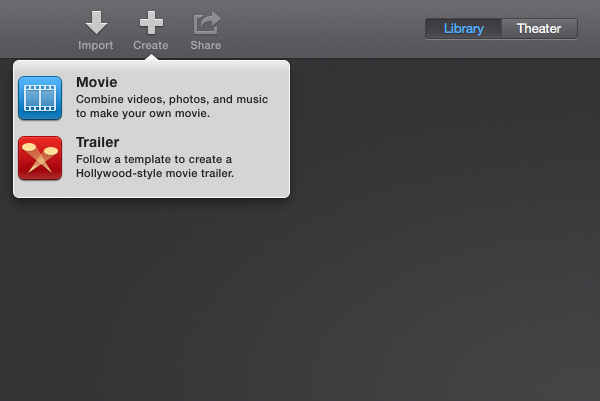 Import
Create
Share
Library
Theater
Movie
Combine videos, photos, and music
to make your own movie.
Trailer
Follow a template to create a
Hollywood-style movie trailer.